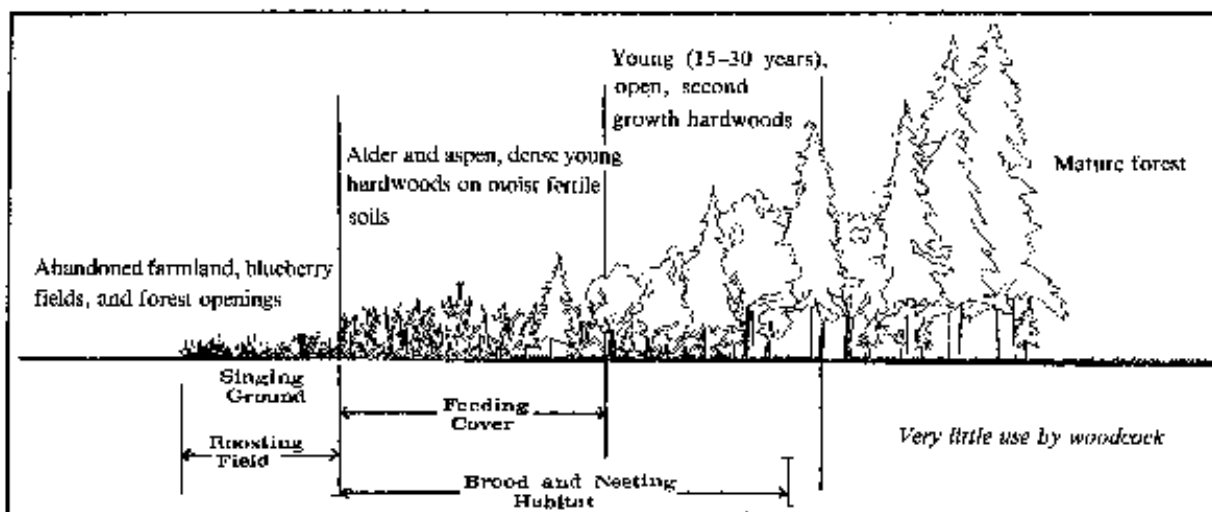 Young (15–30 years),
open, second
growth hardwoods
Alder and aspen, dense young
hardwoods on moist fertile
soils
Mature forest
Abandoned farmland, blueberry
fields, and forest openings
Singing
Ground
Feeding
Cover
Roosting
Field
Very little use by woodcock
Brood and Nesting
Habitat